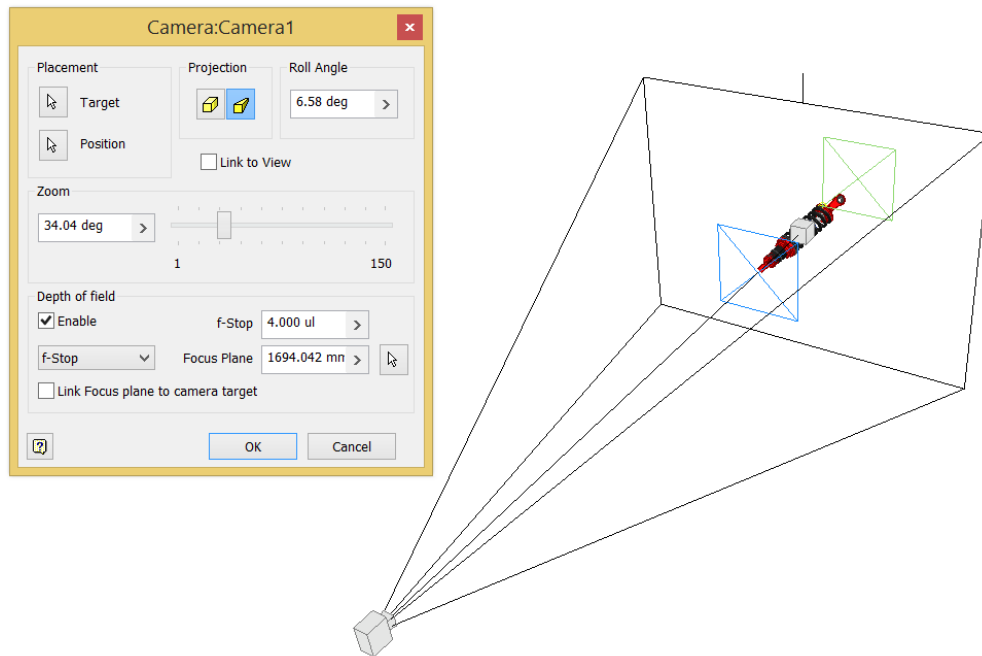 Camera:Camera1
Placement
Target
Position
Projection
Roll Angle
6.58 deg
Link to View
Zoom
34.04 deg
1
150
Depth of field
Enable
f-Stop
4.000 ul
f-Stop
Focus Plane
1694.042 mm
Link Focus plane to camera target
OK
Cancel